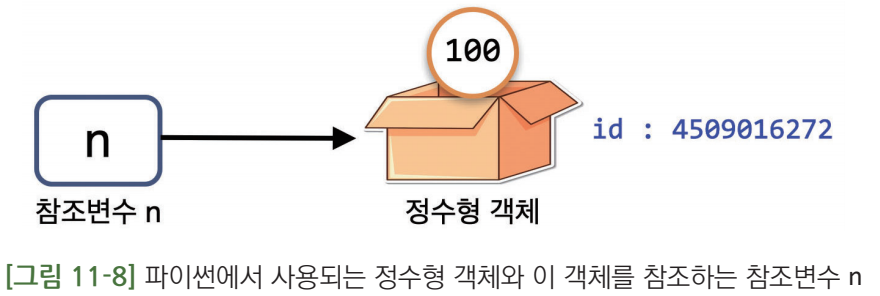 100
n
id : 4509016272
참조변수 n
정수형 객체
[그림 11-8] 파이썬에서 사용되는 정수형 객체와 이 객체를 참조하는 참조변수 n